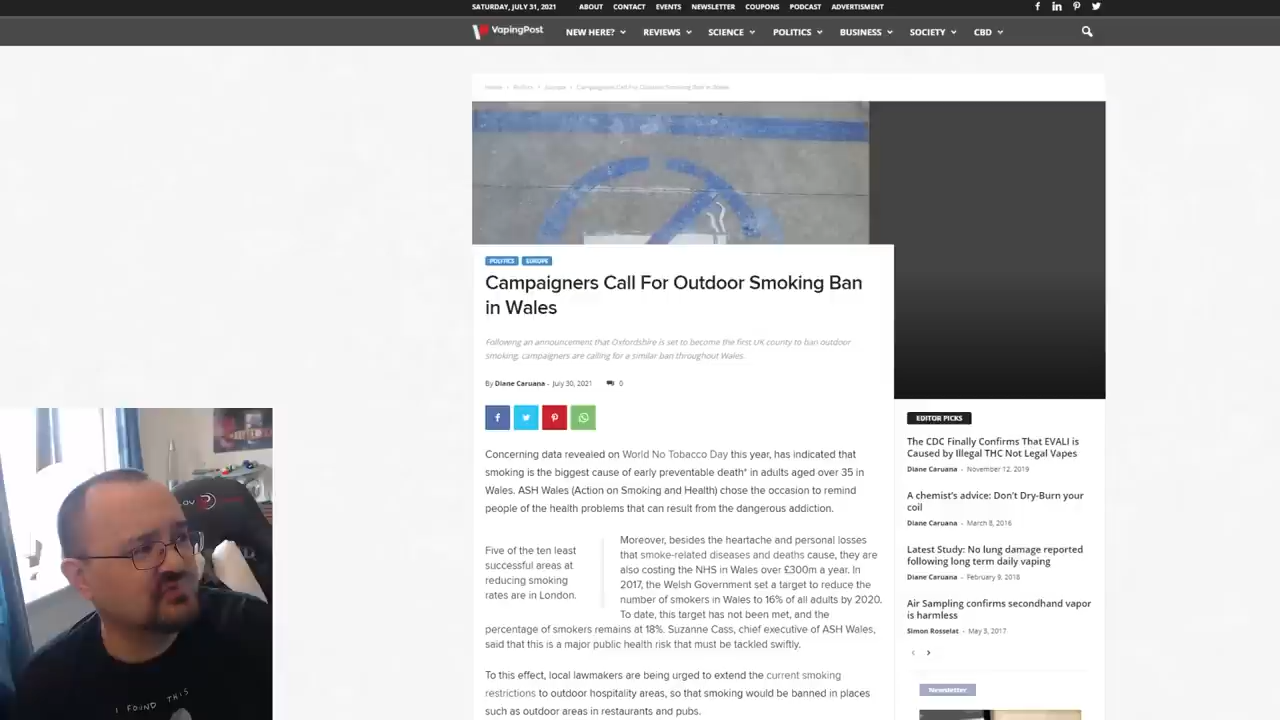 SATURDAY, JULY 31, 2021 ABOUT CONTACT EVENTS NEWSLETTER COUPONS PODCAST ADVERTISMENT
VapingPost NEW HERE? REVIEWS SCIENCE POLITICS BUSINESS SOCIETY CBD
Home › Politics › Europe › Campaigners Call For Outdoor Smoking Ban in Wales
POLITICS EUROPE
Campaigners Call For Outdoor Smoking Ban
in Wales
Following an announcement that Oxfordshire is set to become the first UK county to ban outdoor
smoking, campaigners are calling for a similar ban throughout Wales.
By Diane Caruana - July 30, 2021 0
Concerning data revealed on World No Tobacco Day this year, has indicated that
smoking is the biggest cause of early preventable death* in adults aged over 35 in
Wales. ASH Wales (Action on Smoking and Health) chose the occasion to remind
people of the health problems that can result from the dangerous addiction.
Five of the ten least
successful areas at
reducing smoking
rates are in London.
Moreover, besides the heartache and personal losses
that smoke-related diseases and deaths cause, they are
also costing the NHS in Wales over £300m a year. In
2017, the Welsh Government set a target to reduce the
number of smokers in Wales to 16% of all adults by 2020.
To date, this target has not been met, and the
percentage of smokers remains at 18%. Suzanne Cass, chief executive of ASH Wales,
said that this is a major public health risk that must be tackled swiftly.
To this effect, local lawmakers are being urged to extend the current smoking
restrictions to outdoor hospitality areas, so that smoking would be banned in places
such as outdoor areas in restaurants and pubs.
EDITOR PICKS
The CDC Finally Confirms That EVALI is
Caused by Illegal THC Not Legal Vapes
Diane Caruana - November 12, 2019
A chemist's advice: Don't Dry-Burn your
coil
Diane Caruana - March 8, 2016
Latest Study: No lung damage reported
following long term daily vaping
Diane Caruana - February 9, 2018
Air Sampling confirms secondhand vapor
is harmless
Simon Rosselat - May 3, 2017
Newsletter
I FOUND THIS